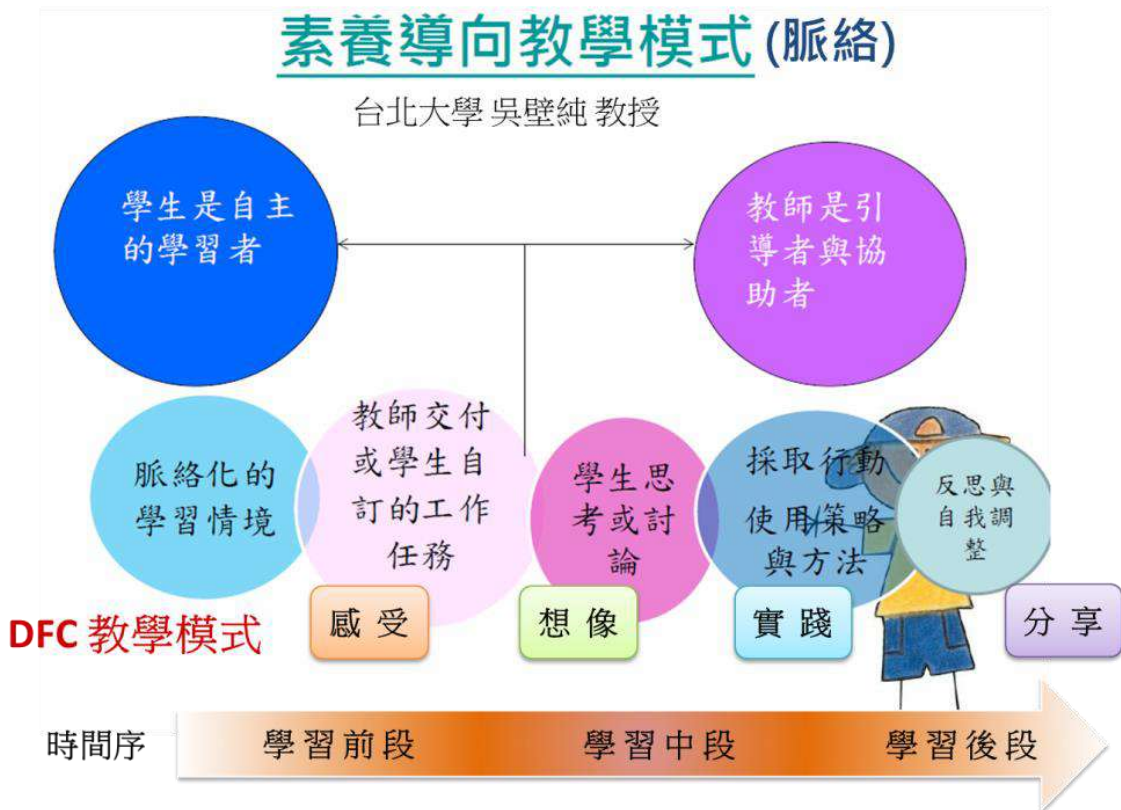 素養導向教學模式 (脈絡)
台北大學 吳壁純 教授
學生是自主
的學習者
教師是引
導者與協
助者
脈絡化的
學習情境
教師交付
或學生自
訂的工作
任務
學生思
考或討
論
採取行動
使用策略
與方法
反思與
自我調
整
DFC 教學模式
感受
想像
實踐
分享
時間序
學習前段
學習中段
學習後段